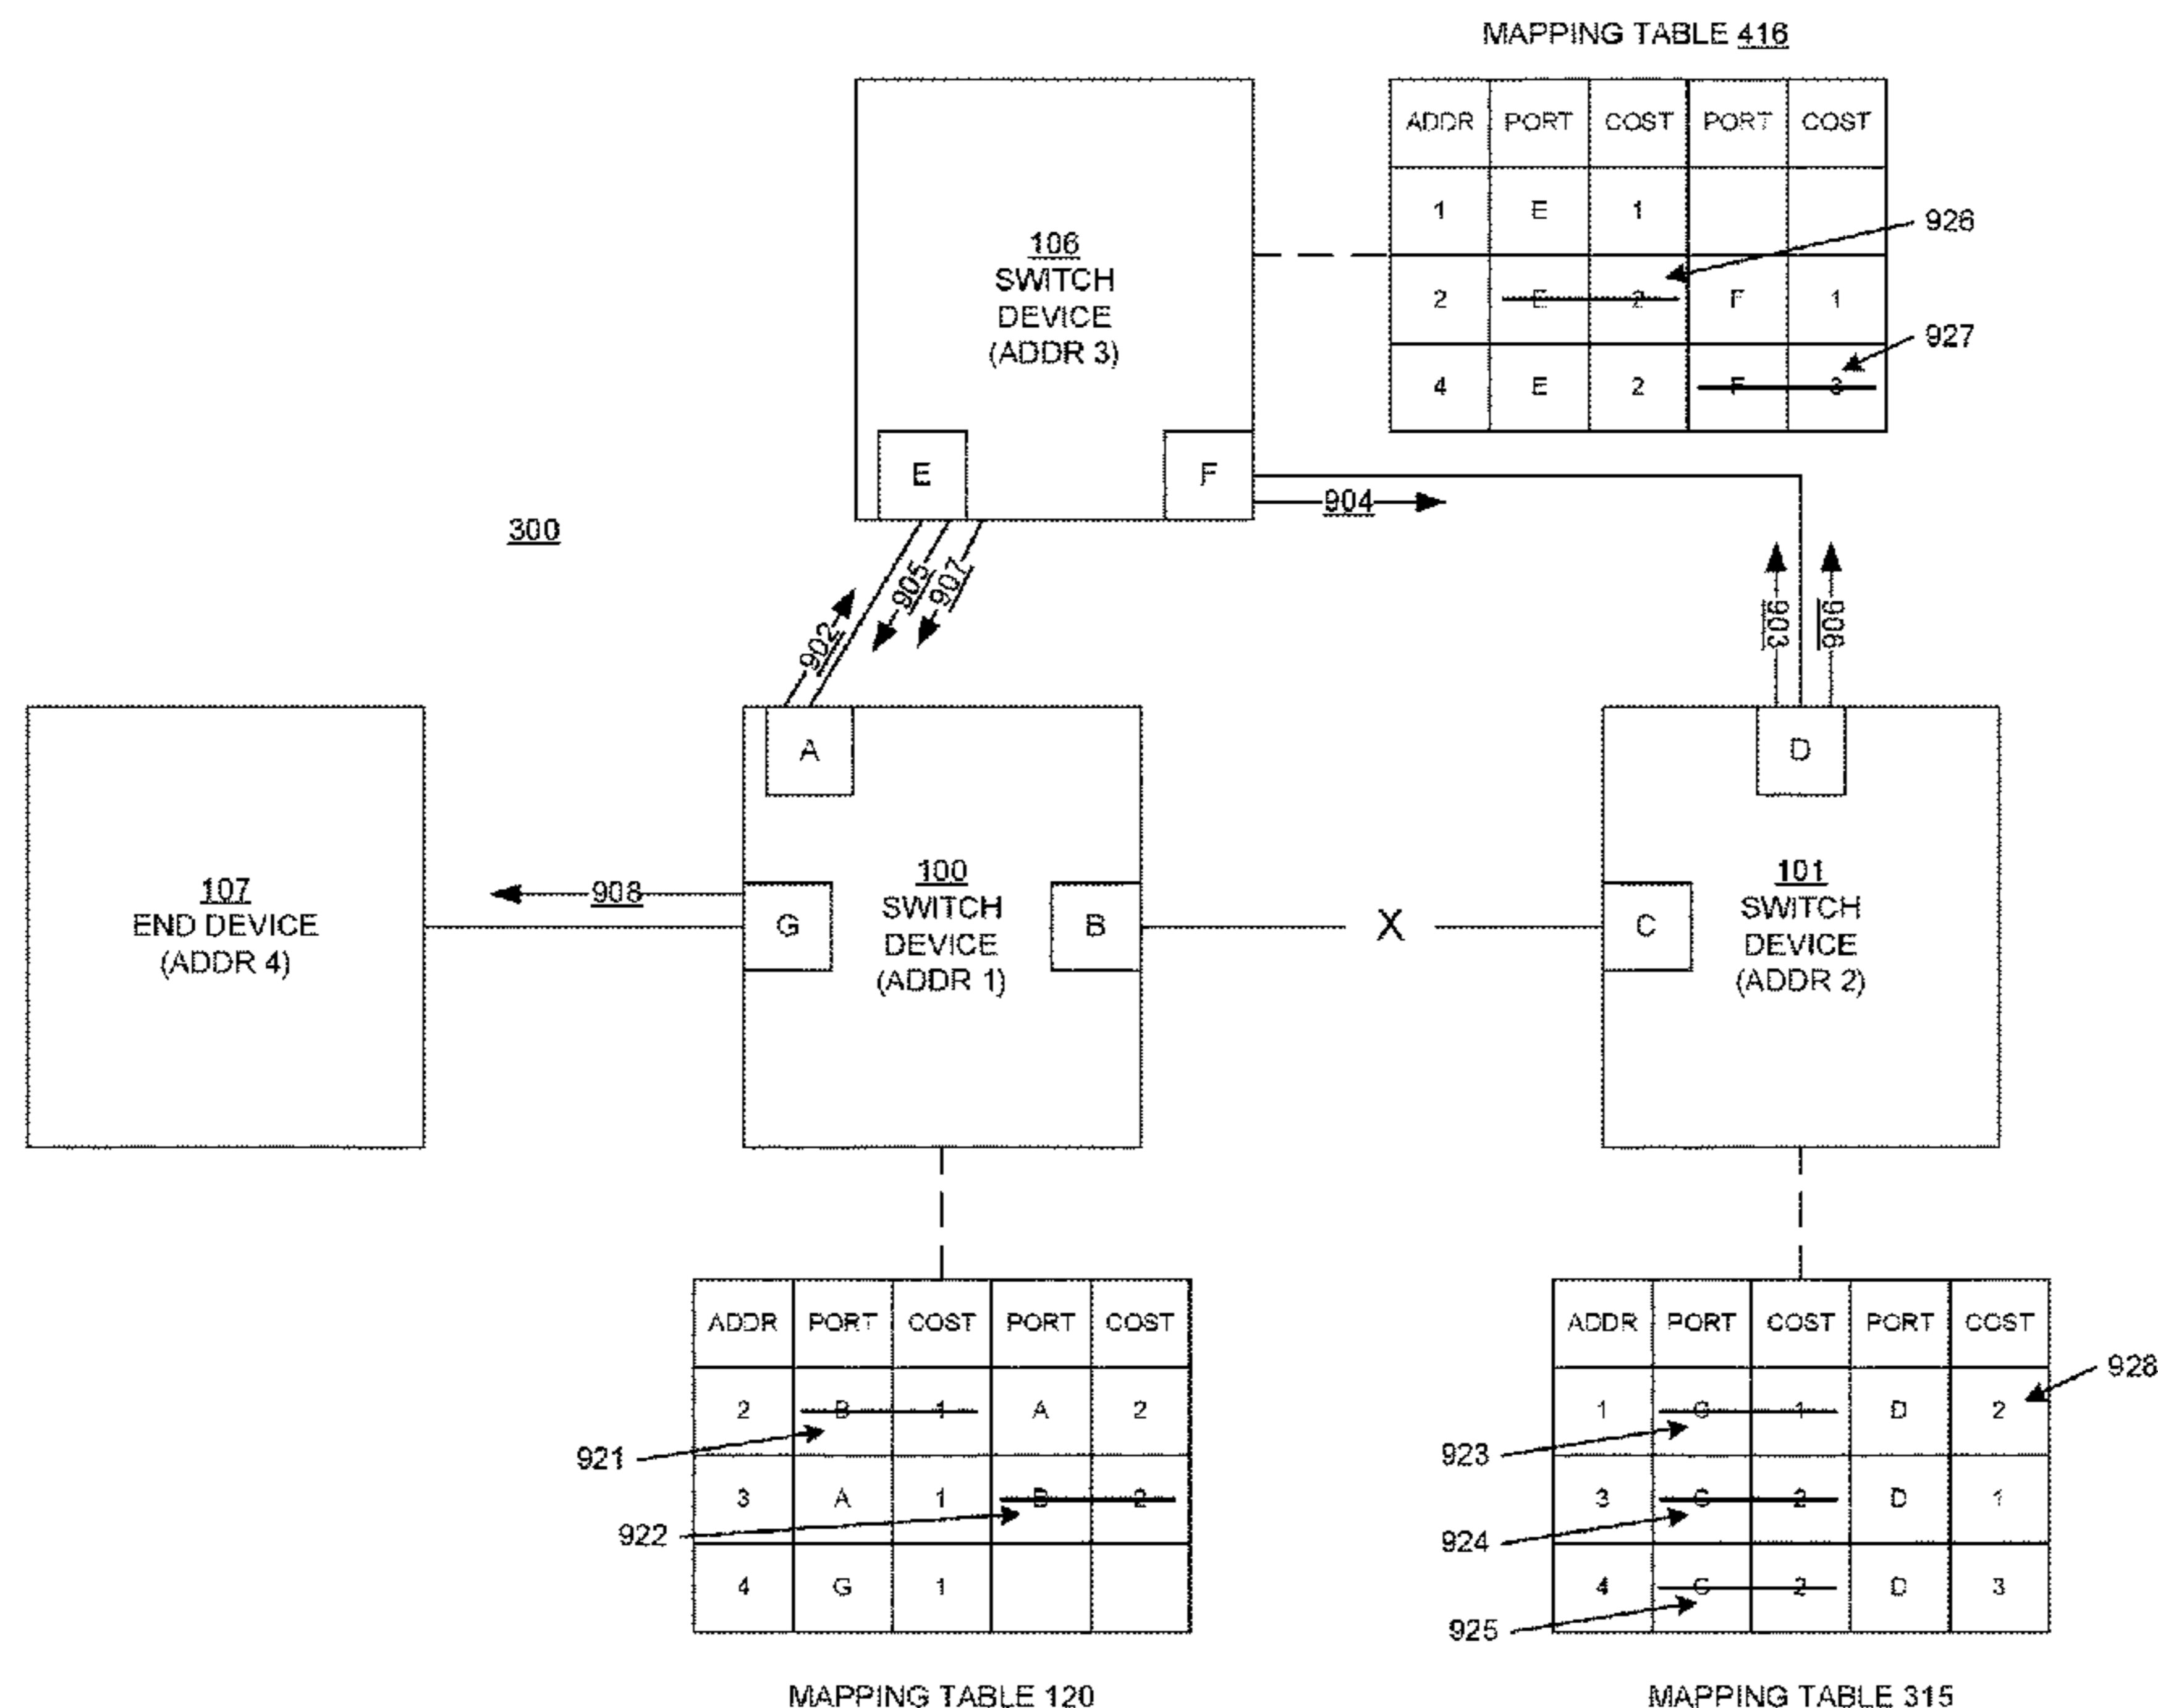 MAPPING TABLE 416
ADDR PORT COST PORT COST
1 E 1
2 E 2 F 1
4 E 2 F 3
926
927
106
SWITCH
DEVICE
(ADDR 3)
E
F
904
300
902
905
907
903
906
107
END DEVICE
(ADDR 4)
908
A
G
100
SWITCH
DEVICE
(ADDR 1)
B
X
D
C
101
SWITCH
DEVICE
(ADDR 2)
ADDR PORT COST PORT COST
2 B 1 A 2
3 A 1 B 2
4 G 1
921
922
MAPPING TABLE 120
ADDR PORT COST PORT COST
1 C 1 D 2
3 C 2 D 1
4 C 2 D 3
928
923
924
925
MAPPING TABLE 315